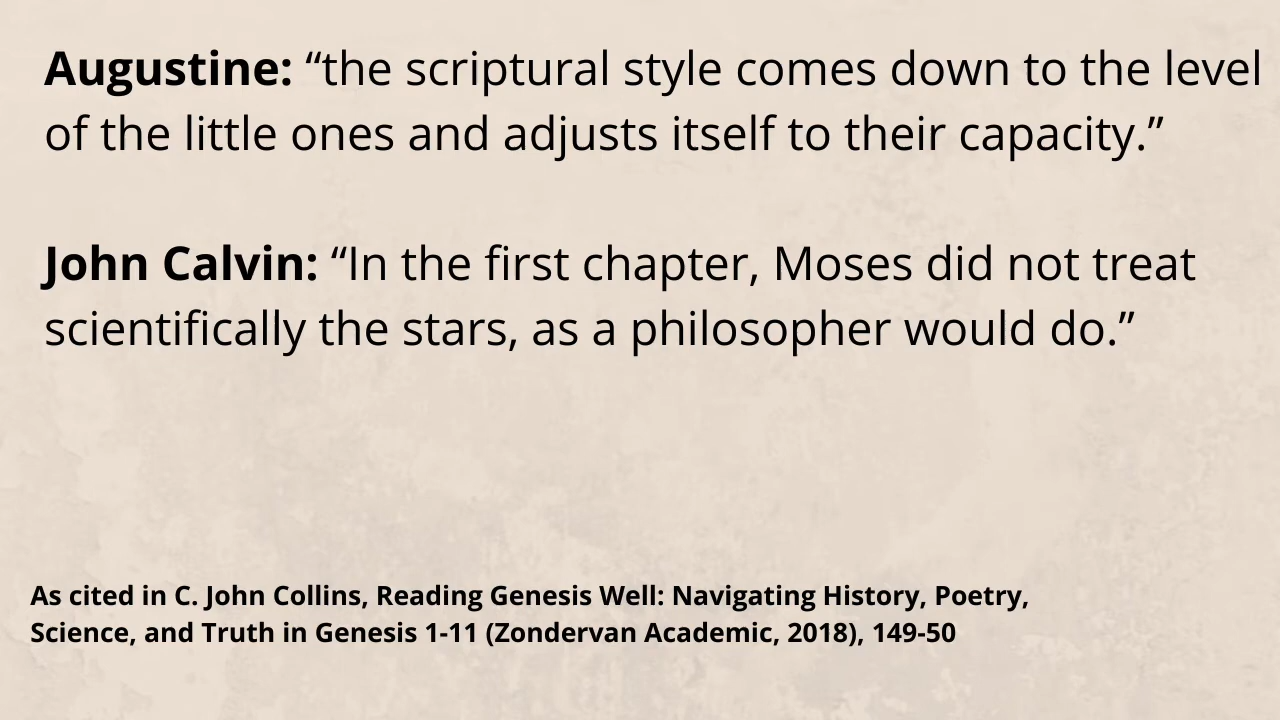 Augustine: “the scriptural style comes down to the level
of the little ones and adjusts itself to their capacity.”
John Calvin: “In the first chapter, Moses did not treat
scientifically the stars, as a philosopher would do.”
As cited in C. John Collins, Reading Genesis Well: Navigating History, Poetry,
Science, and Truth in Genesis 1-11 (Zondervan Academic, 2018), 149-50